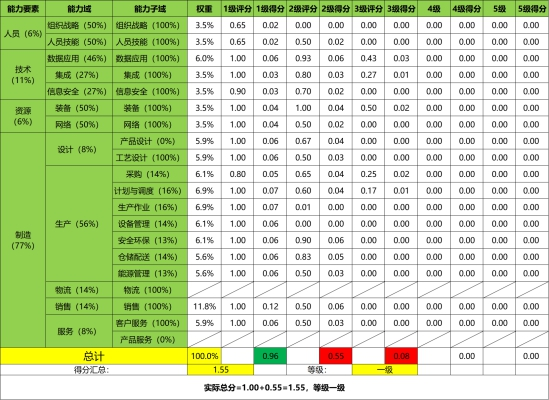 能力要素 能力域 能力子域 权重 1级评分 1级得分 2级评分 2级得分 3级评分 3级得分 4级 4级得分 5级 5级得分
人员（6%） 组织战略（50%） 组织战略（100%） 3.5% 0.65 0.02 0.00 0.00 0.00 0.00 0.00 0.00 0.00 0.00
人员技能（50%） 人员技能（100%） 3.5% 0.65 0.02 0.50 0.02 0.00 0.00 0.00 0.00 0.00 0.00
技术（11%） 数据应用（46%） 数据应用（100%） 6.0% 1.00 0.06 0.93 0.06 0.43 0.03 0.00 0.00 0.00 0.00
集成（27%） 集成（100%） 3.5% 1.00 0.03 0.80 0.03 0.27 0.01 0.00 0.00 0.00 0.00
信息安全（27%） 信息安全（100%） 3.5% 0.90 0.03 0.70 0.02 0.00 0.00 0.00 0.00 0.00 0.00
资源（6%） 装备（50%） 装备（100%） 3.5% 1.00 0.04 1.00 0.04 0.50 0.02 0.00 0.00 0.00 0.00
网络（50%） 网络（100%） 3.5% 1.00 0.04 0.50 0.02 0.00 0.00 0.00 0.00 0.00 0.00
制造（77%） 设计（8%） 产品设计（0%） 5.9% 1.00 0.06 0.67 0.04 0.00 0.00 0.00 0.00 0.00 0.00
工艺设计（100%） 5.9% 1.00 0.06 0.50 0.03 0.00 0.00 0.00 0.00 0.00 0.00
生产（56%） 采购（14%） 6.1% 0.80 0.05 0.65 0.04 0.25 0.02 0.00 0.00 0.00 0.00
计划与调度（16%） 6.9% 1.00 0.07 0.60 0.04 0.17 0.01 0.00 0.00 0.00 0.00
生产作业（16%） 6.9% 1.00 0.07 0.50 0.03 0.00 0.00 0.00 0.00 0.00 0.00
设备管理（14%） 6.1% 1.00 0.06 0.50 0.03 0.00 0.00 0.00 0.00 0.00 0.00
安全环保（13%） 6.1% 1.00 0.06 0.90 0.06 0.00 0.00 0.00 0.00 0.00 0.00
仓储配送（14%） 5.6% 1.00 0.06 0.83 0.05 0.00 0.00 0.00 0.00 0.00 0.00
能源管理（13%） 5.6% 1.00 0.06 0.50 0.03 0.00 0.00 0.00 0.00 0.00 0.00
物流（14%） 物流（100%）
销售（14%） 销售（100%） 11.8% 1.00 0.12 0.50 0.06 0.00 0.00 0.00 0.00 0.00 0.00
服务（8%） 客户服务（100%） 5.9% 1.00 0.06 0.50 0.03 0.00 0.00 0.00 0.00 0.00 0.00
产品服务（0%）
总计 100.0% 0.96 0.55 0.08 0.00 0.00
得分汇总： 1.55 等级： 一级
实际总分=1.00+0.55=1.55，等级一级